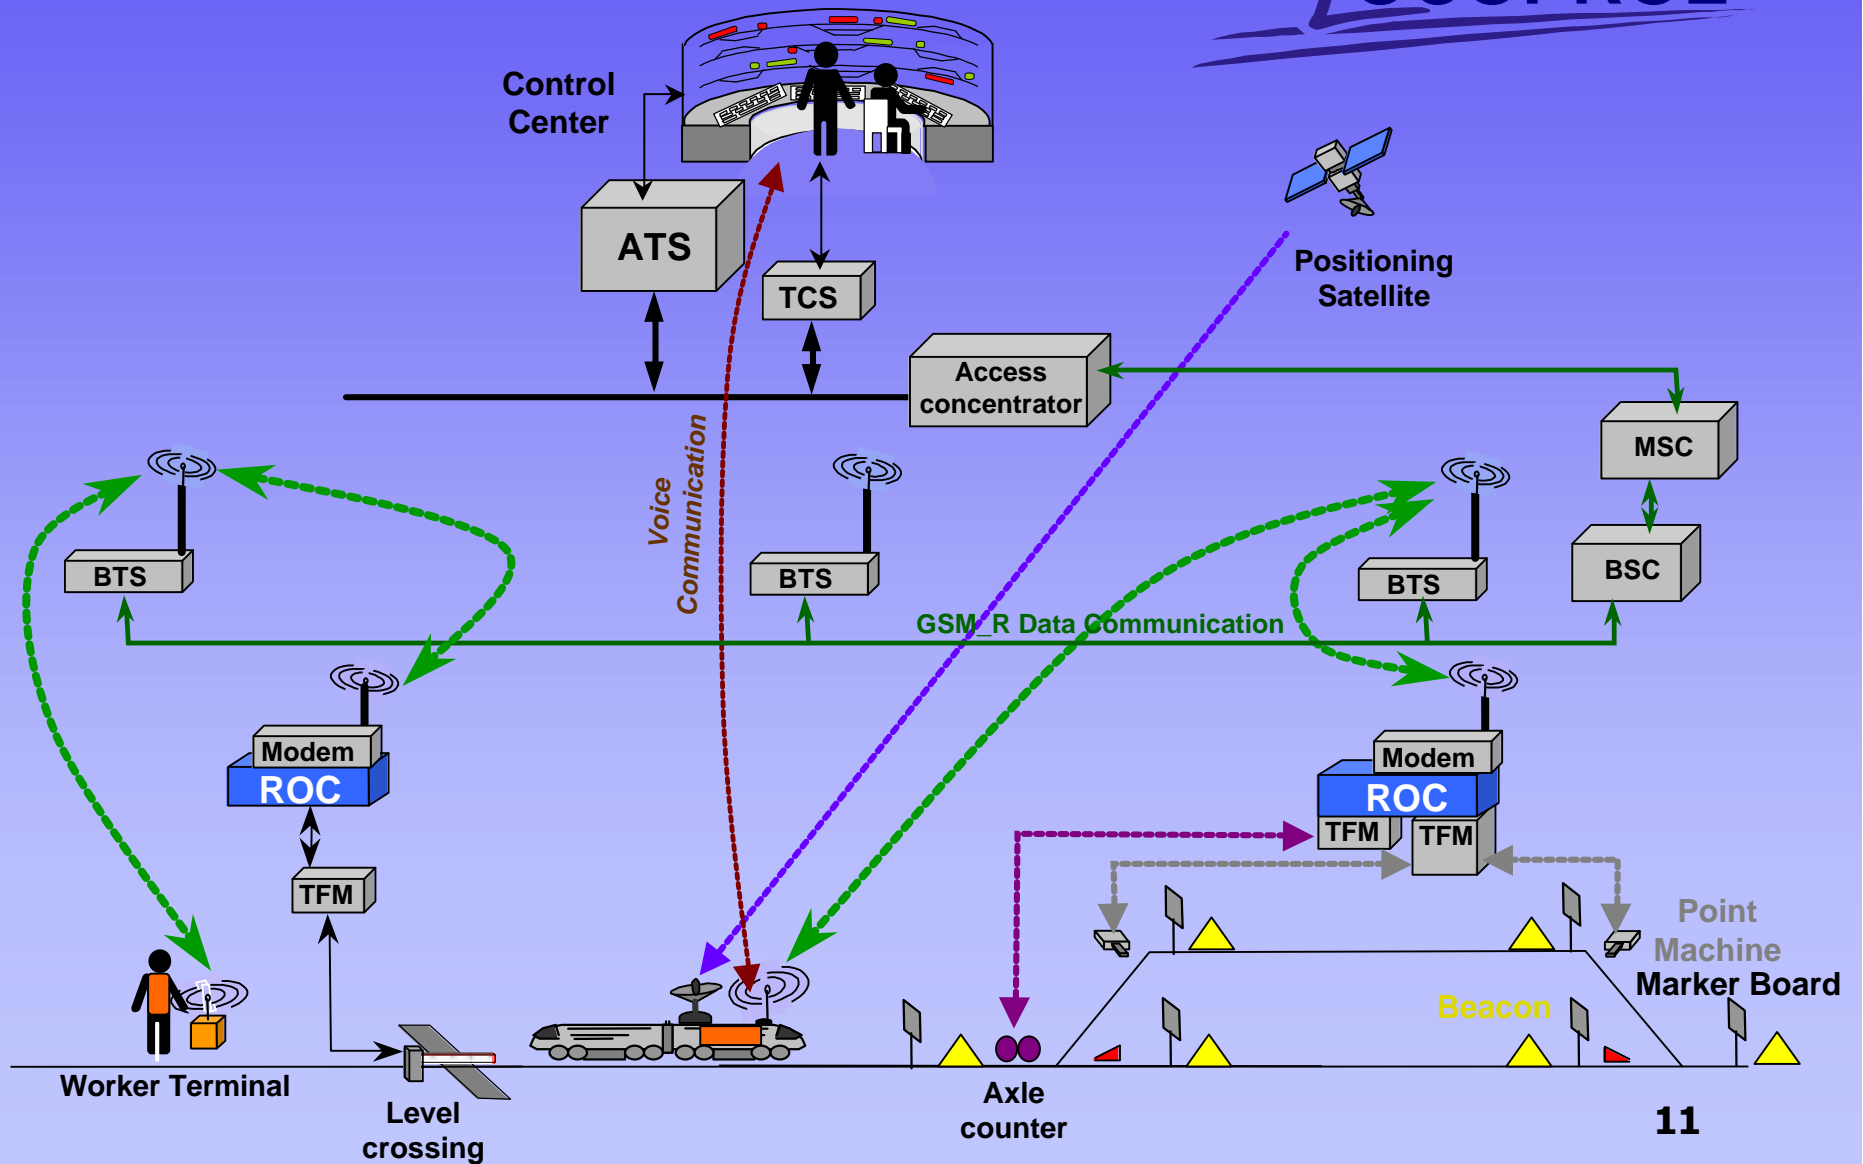 Control
Center
ATS
TCS
Positioning
Satellite
Access
concentrator
MSC
Voice
Communication
BTS
BTS
BTS
BSC
GSM_R Data Communication
Modem
ROC
Modem
ROC
TFM
TFM
TFM
Point
Machine
Marker Board
Beacon
Worker Terminal
Level
crossing
Axle
counter
11